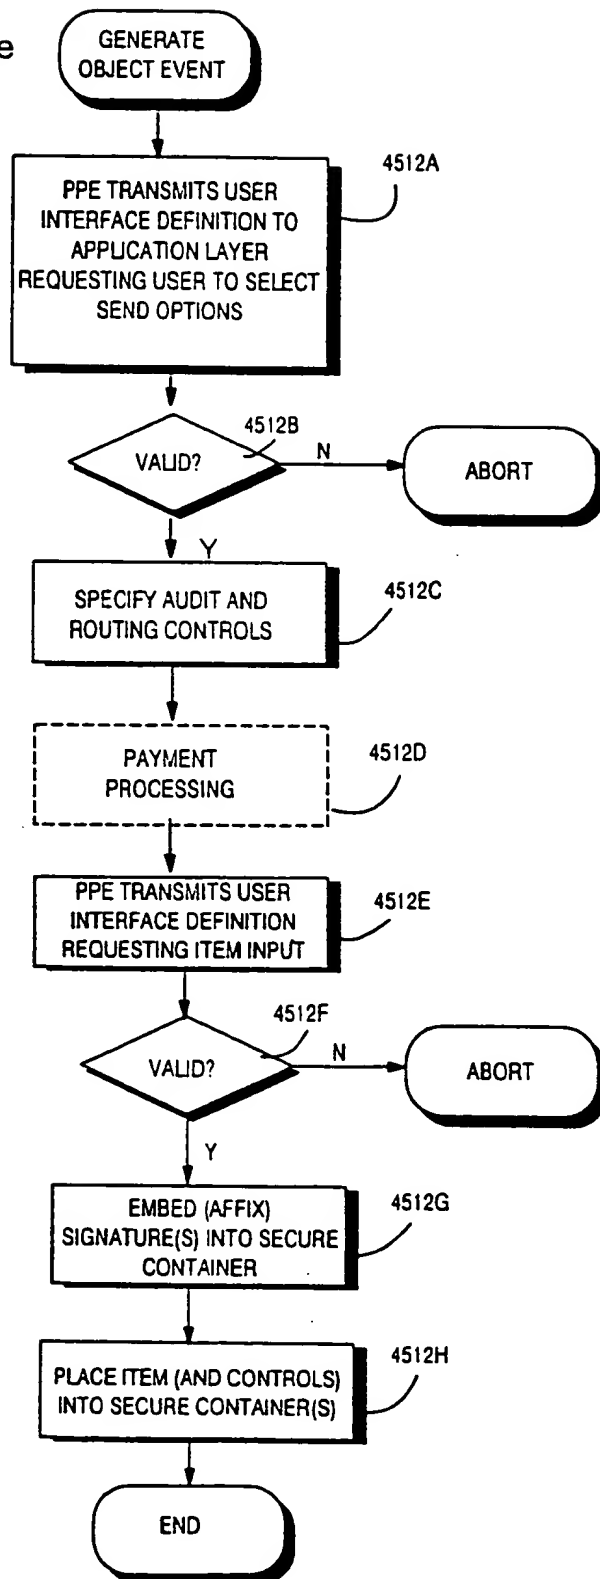 e
GENERATE
OBJECT EVENT
4512A
PPE TRANSMITS USER
INTERFACE DEFINITION TO
APPLICATION LAYER
REQUESTING USER TO SELECT
SEND OPTIONS
4512B
VALID?
N
ABORT
Y
4512C
SPECIFY AUDIT AND
ROUTING CONTROLS
4512D
PAYMENT
PROCESSING
4512E
PPE TRANSMITS USER
INTERFACE DEFINITION
REQUESTING ITEM INPUT
4512F
VALID?
N
ABORT
Y
4512G
EMBED (AFFIX)
SIGNATURE(S) INTO SECURE
CONTAINER
4512H
PLACE ITEM (AND CONTROLS)
INTO SECURE CONTAINER(S)
END